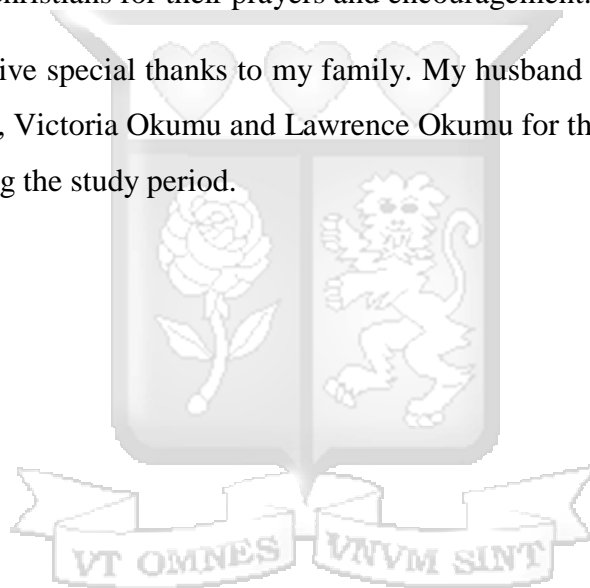 christians for their prayers and encouragement.
ive special thanks to my family. My husband
, Victoria Okumu and Lawrence Okumu for th
g the study period.
VT OMNES VNVM SINT